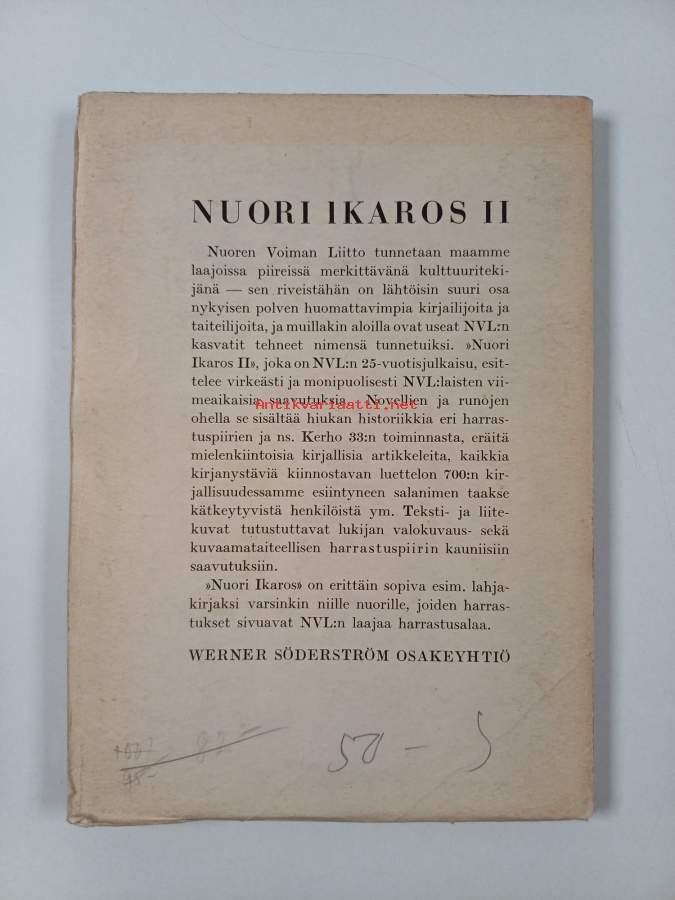 NUORI IKAROS II
Nuoren Voiman Liitto tunnetaan maamme
laajoissa piireissä merkittävänä kulttuuriteki-
jänä — sen riveistähän on lähtöisin suuri osa
nykyisen polven huomattavimpia kirjailijoita ja
taiteilijoita, ja muillakin aloilla ovat useat NVL:n
kasvatit tehneet nimensä tunnetuiksi. »Nuori
Ikaros II», joka on NVL:n 25-vuotisjulkaisu, esit-
telee virkeästi ja monipuolisesti NVL:laisten vii-
meaikaisia saavutuksia. Novellien ja runojen
Antikvariaatti.net
ohella se sisältää hiukan historiikkia eri harras-
tuspiirien ja ns. Kerho 33:n toiminnasta, eräitä
mielenkiintoisia kirjallisia artikkeleita, kaikkia
kirjanystäviä kiinnostavan luettelon 700:n kir-
jallisuudessamme esiintyneen salanimen taakse
kätkeytyvistä henkilöistä ym. Teksti- ja liite-
kuvat tutustuttavat lukijan valokuvaus- sekä
kuvaamataiteellisen harrastuspiirin kauniisiin
saavutuksiin.
»Nuori Ikaros» on erittäin sopiva esim. lahja-
kirjaksi varsinkin niille nuorille, joiden harras-
tukset sivuavat NVL:n laajaa harrastusalaa.
WERNER SÖDERSTRÖM OSAKEYHTIÖ
50 –